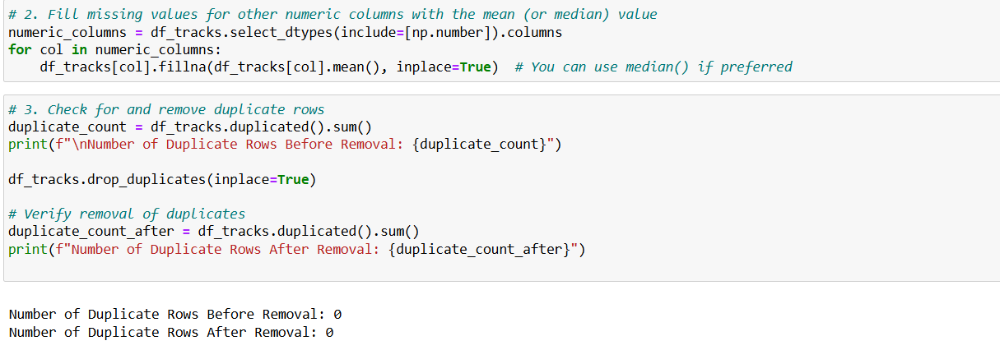 # 2. Fill missing values for other numeric columns with the mean (or median) value
numeric_columns = df_tracks.select_dtypes(include=[np.number]).columns
for col in numeric_columns:
    df_tracks[col].fillna(df_tracks[col].mean(), inplace=True)  # You can use median() if preferred
# 3. Check for and remove duplicate rows
duplicate_count = df_tracks.duplicated().sum()
print(f"\nNumber of Duplicate Rows Before Removal: {duplicate_count}")
df_tracks.drop_duplicates(inplace=True)
# Verify removal of duplicates
duplicate_count_after = df_tracks.duplicated().sum()
print(f"Number of Duplicate Rows After Removal: {duplicate_count_after}")
Number of Duplicate Rows Before Removal: 0
Number of Duplicate Rows After Removal: 0